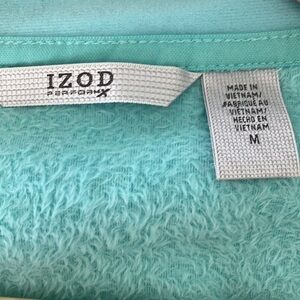 IZOD
PERFORMX
MADE IN
VIETNAM/
FABRIQUÉ AU
VIETNAM/
HECHO EN
VIETNAM
M